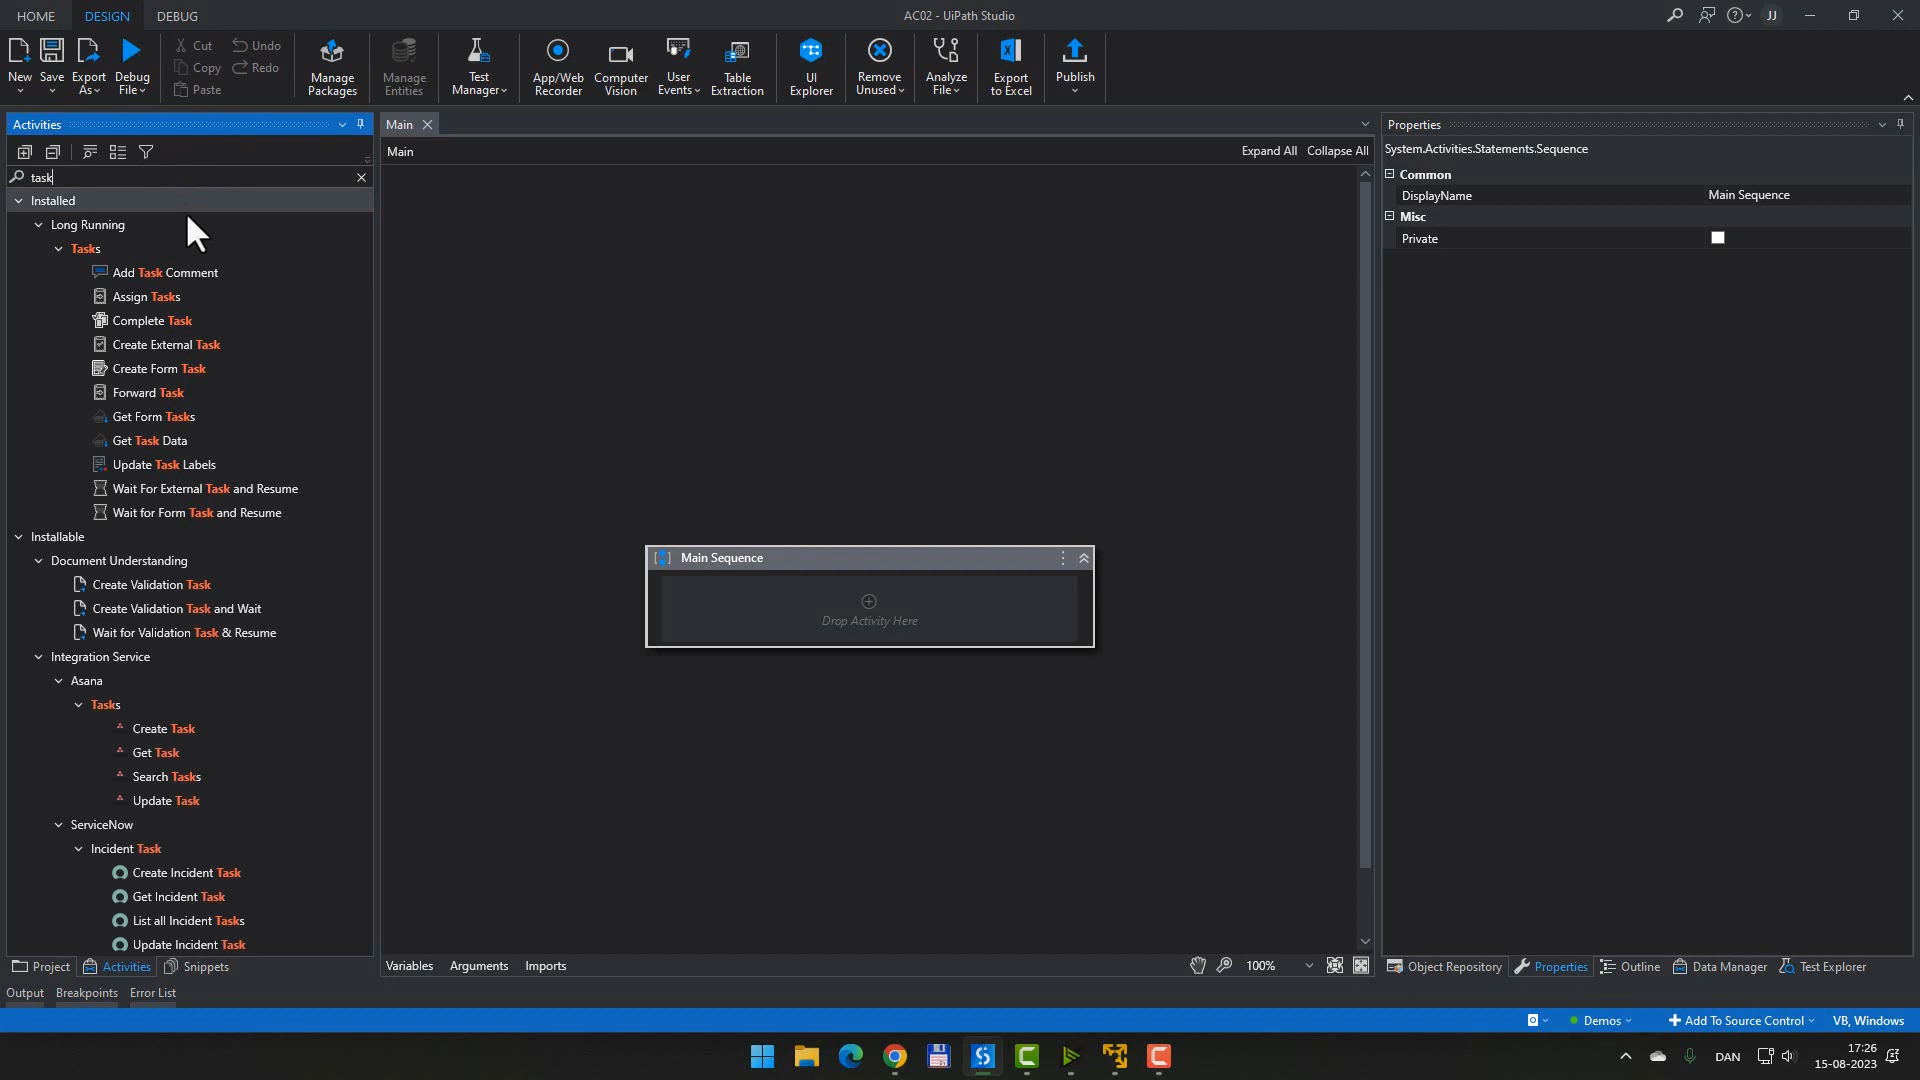 HOME DESIGN DEBUG AC02 - UiPath Studio JJ
New Save Export As Debug File
Cut Undo
Copy Redo
Paste
Manage Packages
Manage Entities
Test Manager
App/Web Recorder
Computer Vision
User Events
Table Extraction
UI Explorer
Remove Unused
Analyze File
Export to Excel
Publish
Activities
task
Installed
Long Running
Tasks
Add Task Comment
Assign Tasks
Complete Task
Create External Task
Create Form Task
Forward Task
Get Form Tasks
Get Task Data
Update Task Labels
Wait For External Task and Resume
Wait for Form Task and Resume
Installable
Document Understanding
Create Validation Task
Create Validation Task and Wait
Wait for Validation Task & Resume
Integration Service
Asana
Tasks
Create Task
Get Task
Search Tasks
Update Task
ServiceNow
Incident Task
Create Incident Task
Get Incident Task
List all Incident Tasks
Update Incident Task
Project Activities Snippets
Main
Main Expand All Collapse All
Main Sequence
Drop Activity Here
Variables Arguments Imports 100%
Properties
System.Activities.Statements.Sequence
Common
DisplayName Main Sequence
Misc
Private
Object Repository Properties Outline Data Manager Test Explorer
Output Breakpoints Error List
Demos Add To Source Control VB, Windows
DAN 17:26
15-08-2023